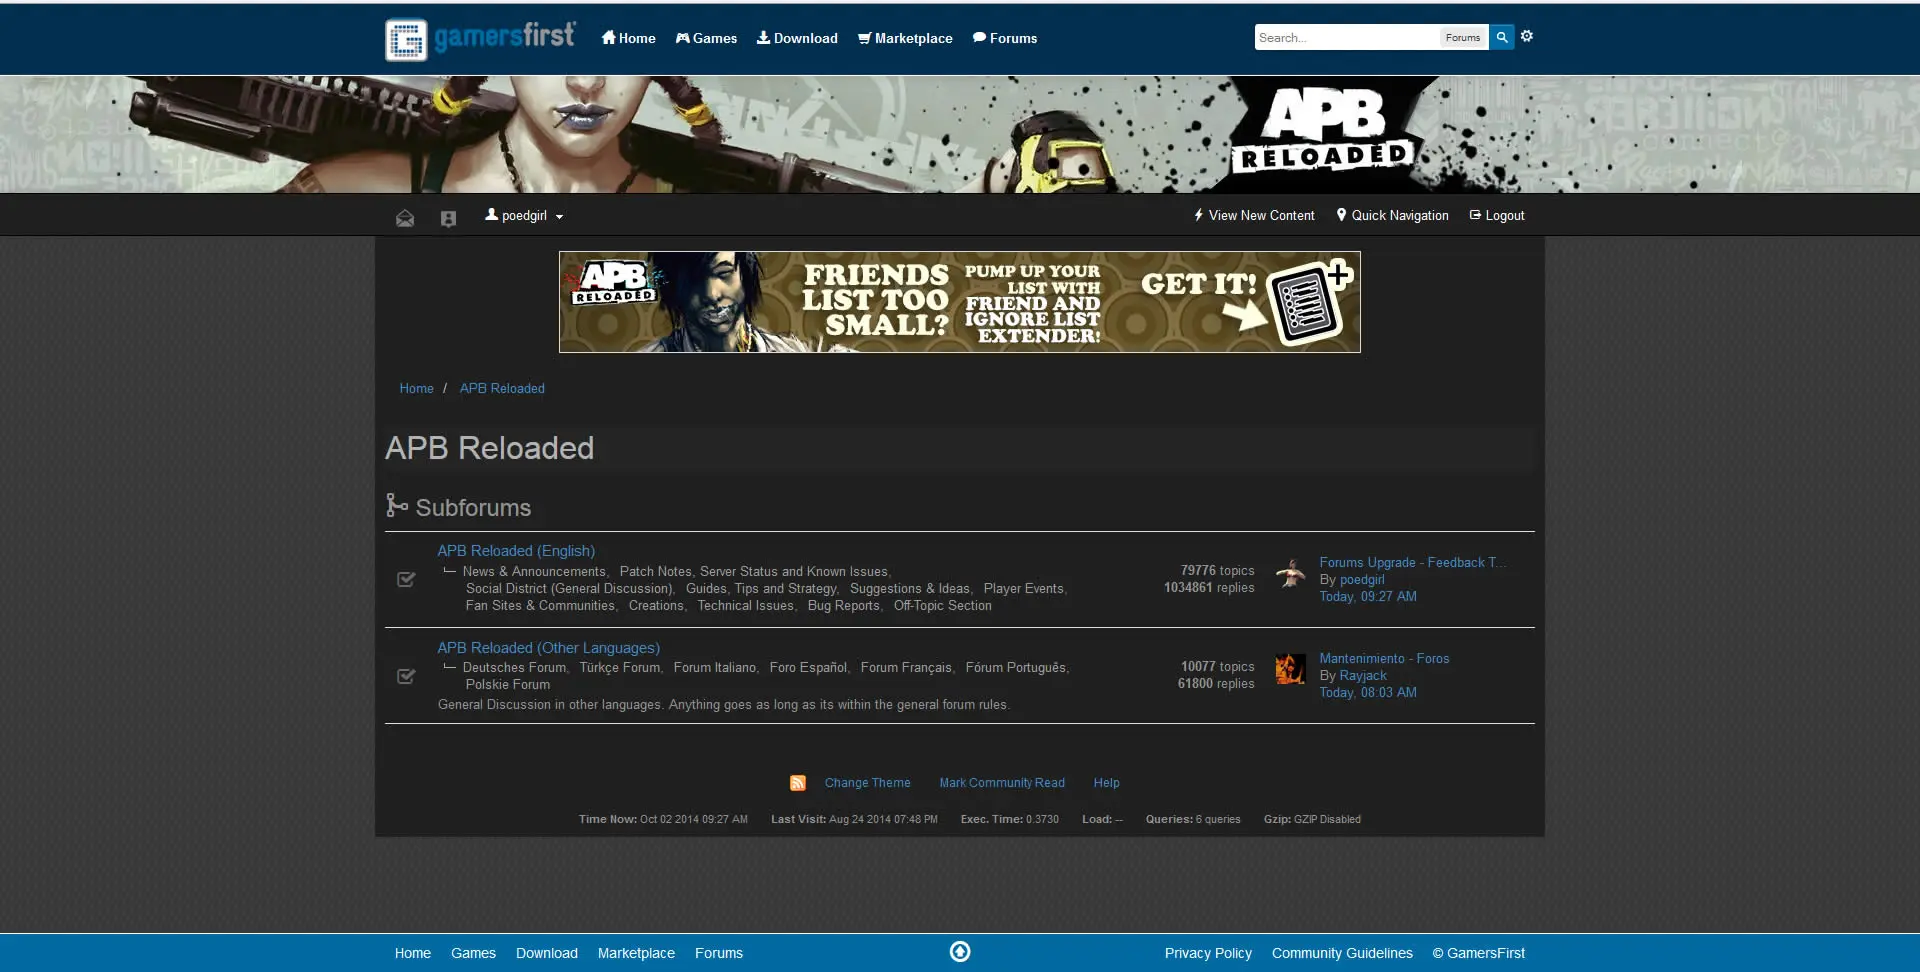 gamersfirst
Home Games Download Marketplace Forums
Search... Forums
APB
RELOADED
poedgirl
View New Content Quick Navigation Logout
APB
RELOADED
FRIENDS
LIST TOO
SMALL?
PUMP UP YOUR
LIST WITH
FRIEND AND
IGNORE LIST
EXTENDER!
GET IT!
Home / APB Reloaded
APB Reloaded
Subforums
APB Reloaded (English)
News & Announcements, Patch Notes, Server Status and Known Issues,
Social District (General Discussion), Guides, Tips and Strategy, Suggestions & Ideas, Player Events,
Fan Sites & Communities, Creations, Technical Issues, Bug Reports, Off-Topic Section
79776 topics
1034861 replies
Forums Upgrade - Feedback T...
By poedgirl
Today, 09:27 AM
APB Reloaded (Other Languages)
Deutsches Forum, Türkçe Forum, Forum Italiano, Foro Español, Forum Français, Fórum Português,
Polskie Forum
General Discussion in other languages. Anything goes as long as its within the general forum rules.
10077 topics
61800 replies
Mantenimiento - Foros
By Rayjack
Today, 08:03 AM
Change Theme Mark Community Read Help
Time Now: Oct 02 2014 09:27 AM Last Visit: Aug 24 2014 07:48 PM Exec. Time: 0.3730 Load: -- Queries: 6 queries Gzip: GZIP Disabled
Home Games Download Marketplace Forums
Privacy Policy Community Guidelines © GamersFirst